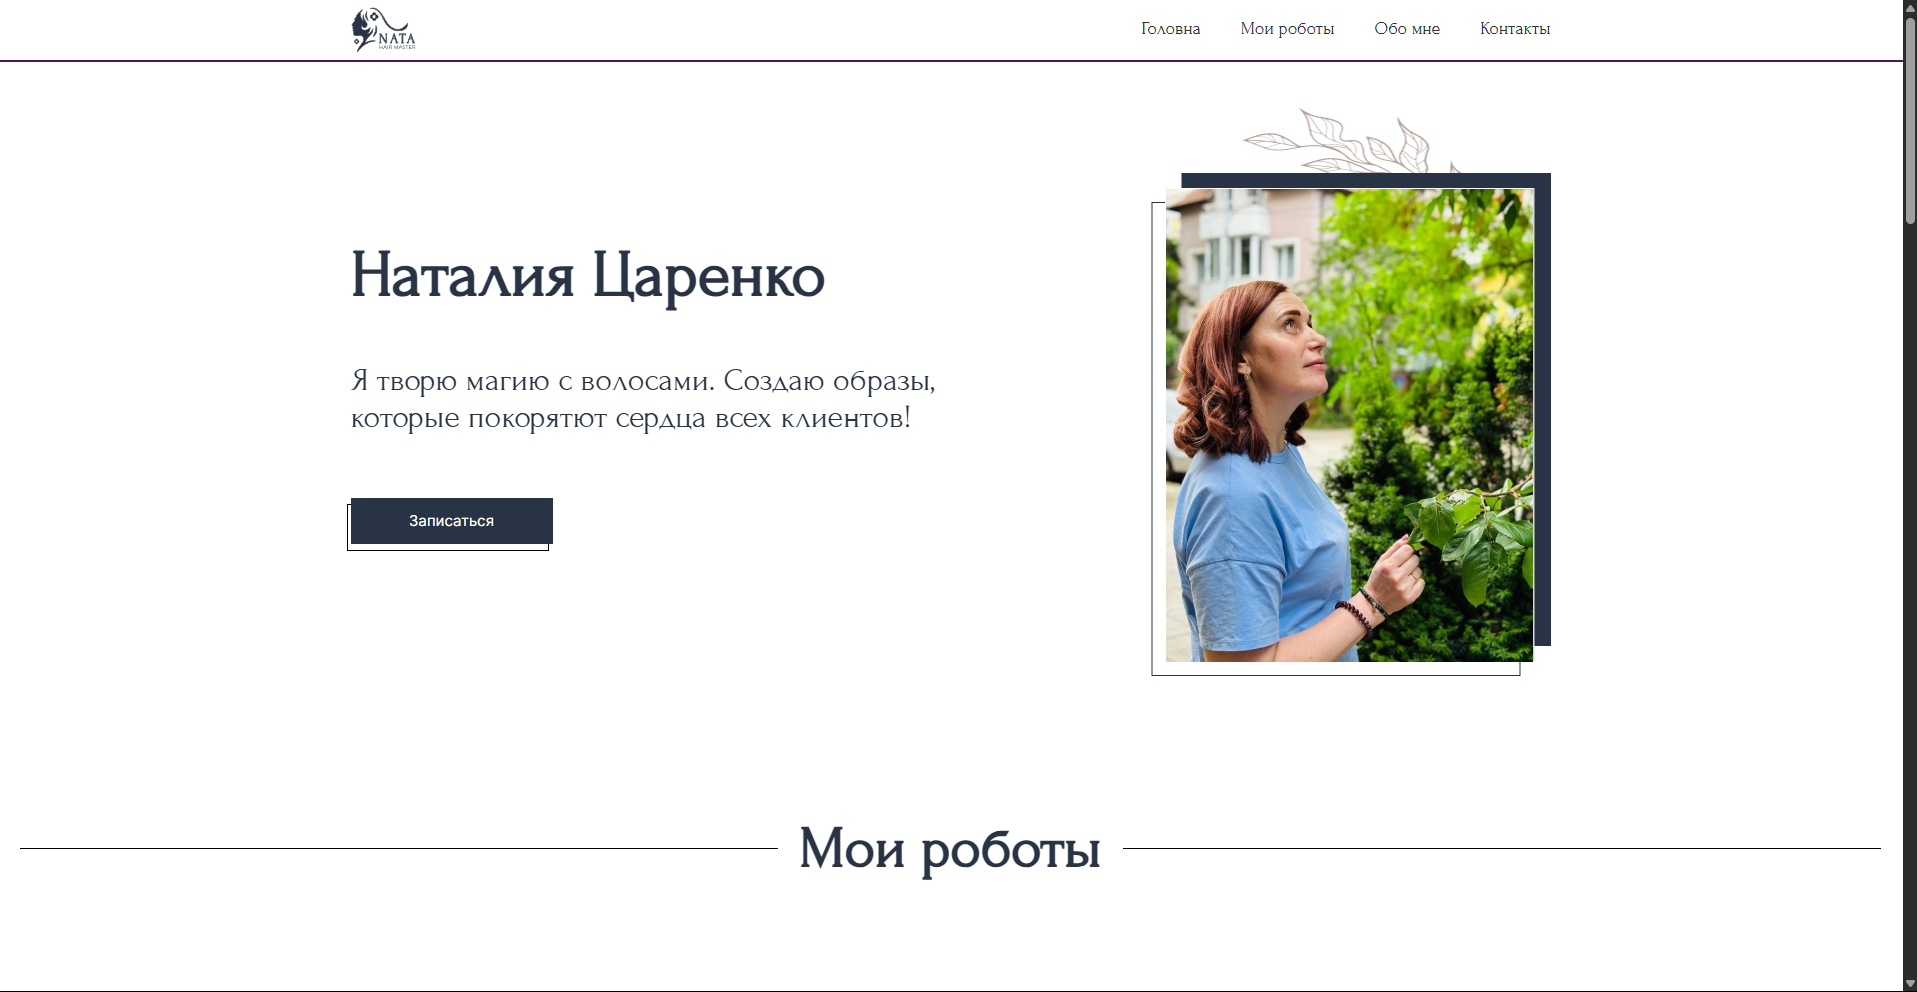 NATA
HAIR MASTER
Головна Мои роботы Обо мне Контакты
Наталия Царенко
Я творю магию с волосами. Создаю образы,
которые покорятют сердца всех клиентов!
Записаться
Мои роботы